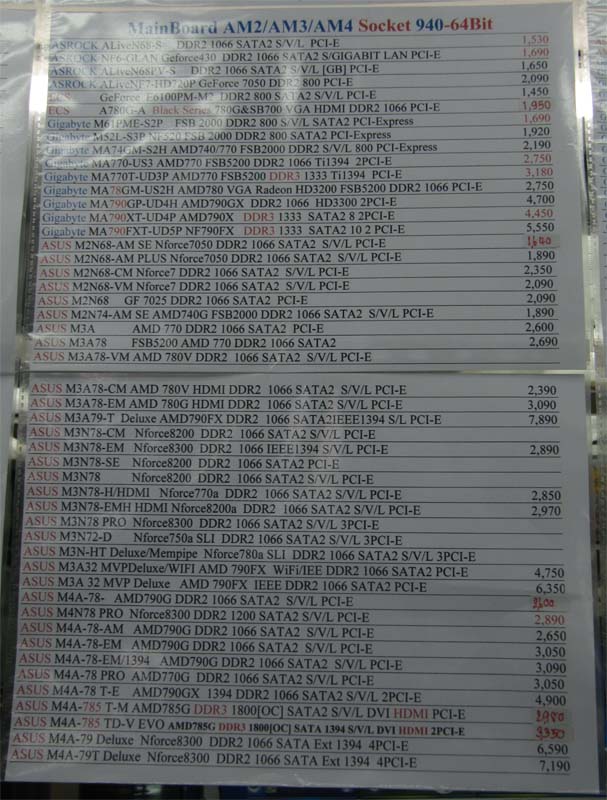 MainBoard AM2/AM3/AM4 Socket 940-64Bit
ASROCK ALiveN68-S DDR2 1066 SATA2 S/V/L PCI-E 1,530
ASROCK NF6-GLAN Geforce430 DDR2 1066 SATA2 S/GIGABIT LAN PCI-E 1,690
ASROCK ALiveN68PV-S DDR2 1066 SATA2 S/V/L [GB] PCI-E 1,650
ASROCK ALiveNF7-HD720P GeForce 7050 DDR2 800 PCI-E 2,090
ECS GeForce E6100PM-M2 DDR2 800 SATA2 S/V/L PCI-E 1,450
ECS A780G-A Black Series 780G&SB700 VGA HDMI DDR2 1066 PCI-E 1,950
Gigabyte M61PME-S2P FSB 2000 DDR2 800 S/V/L SATA2 PCI-Express 1,690
Gigabyte M52L-S3P NF520 FSB 2000 DDR2 800 SATA2 PCI-Express 1,920
Gigabyte MA74GM-S2H AMD740/770 FSB2000 DDR2 S/V/L 800 PCI-Express 2,190
Gigabyte MA770-US3 AMD770 FSB5200 DDR2 1066 Ti1394 2PCI-E 2,750
Gigabyte MA770T-UD3P AMD770 FSB5200 DDR3 1333 Ti1394 PCI-E 3,180
Gigabyte MA78GM-US2H AMD780 VGA Radeon HD3200 FSB5200 DDR2 1066 PCI-E 2,750
Gigabyte MA790GP-UD4H AMD790GX DDR2 1066 HD3300 2PCI-E 4,700
Gigabyte MA790XT-UD4P AMD790X DDR3 1333 SATA2 8 2PCI-E 4,450
Gigabyte MA790FXT-UD5P NF790FX DDR3 1333 SATA2 10 2 PCI-E 5,550
ASUS M2N68-AM SE Nforce7050 DDR2 1066 SATA2 S/V/L PCI-E
ASUS M2N68-AM PLUS Nforce7050 DDR2 1066 SATA2 S/V/L PCI-E 1,890
ASUS M2N68-CM Nforce7 DDR2 1066 SATA2 S/V/L PCI-E 2,350
ASUS M2N68-VM Nforce7 DDR2 1066 SATA2 S/V/L PCI-E 2,090
ASUS M2N68 GF 7025 DDR2 1066 SATA2 PCI-E 2,090
ASUS M2N74-AM SE AMD740G FSB2000 DDR2 1066 SATA2 S/V/L PCI-E 1,890
ASUS M3A AMD 770 DDR2 1066 SATA2 PCI-E 2,600
ASUS M3A78 FSB5200 AMD 770 DDR2 1066 SATA2 2,690
ASUS M3A78-VM AMD 780V DDR2 1066 SATA2 S/V/L PCI-E
ASUS M3A78-CM AMD 780V HDMI DDR2 1066 SATA2 S/V/L PCI-E 2,390
ASUS M3A78-EM AMD 780G HDMI DDR2 1066 SATA2 S/V/L PCI-E 3,090
ASUS M3A79-T Deluxe AMD790FX DDR2 1066 SATA2IEEE1394 S/L PCI-E 7,890
ASUS M3N78-CM Nforce8200 DDR2 1066 SATA2 S/V/L PCI-E
ASUS M3N78-EM Nforce8300 DDR2 1066 IEEE1394 S/V/L PCI-E 2,890
ASUS M3N78-SE Nforce8200 DDR2 1066 SATA2 PCI-E
ASUS M3N78 Nforce8200 DDR2 1066 SATA2 S/V/L PCI-E
ASUS M3N78-H/HDMI Nforce770a DDR2 1066 SATA2 S/V/L PCI-E 2,850
ASUS M3N78-EMH HDMI Nforce8200a DDR2 1066 SATA2 S/V/L PCI-E 2,970
ASUS M3N78 PRO Nforce8300 DDR2 1066 SATA2 S/V/L 3PCI-E
ASUS M3N72-D Nforce750a SLI DDR2 1066 SATA2 S/V/L 3PCI-E
ASUS M3N-HT Deluxe/Mempipe Nforce780a SLI DDR2 1066 SATA2 S/V/L 3PCI-E
ASUS M3A32 MVPDeluxe/WIFI AMD 790FX WiFi/IEE DDR2 1066 SATA2 PCI-E 4,750
ASUS M3A 32 MVP Deluxe AMD 790FX IEEE DDR2 1066 SATA2 PCI-E 6,350
ASUS M4A-78- AMD790G DDR2 1066 SATA2 S/V/L PCI-E
ASUS M4N78 PRO Nforce8300 DDR2 1200 SATA2 S/V/L PCI-E 2,890
ASUS M4A-78-AM AMD790G DDR2 1066 SATA2 S/V/L PCI-E 2,650
ASUS M4A-78-EM AMD790G DDR2 1066 SATA2 S/V/L PCI-E 3,050
ASUS M4A-78-EM/1394 AMD790G DDR2 1066 SATA2 S/V/L PCI-E 3,090
ASUS M4A-78 PRO AMD770G DDR2 1066 SATA2 S/V/L PCI-E 3,050
ASUS M4A-78 T-E AMD790GX 1394 DDR2 1066 SATA2 S/V/L 2PCI-E 4,900
ASUS M4A-785 T-M AMD785G DDR3 1800[OC] SATA2 S/V/L DVI HDMI PCI-E
ASUS M4A-785 TD-V EVO AMD785G DDR3 1800[OC] SATA 1394 S/V/L DVI HDMI 2PCI-E
ASUS M4A-79 Deluxe Nforce8300 DDR2 1066 SATA Ext 1394 4PCI-E 6,590
ASUS M4A-79T Deluxe Nforce8300 DDR2 1066 SATA Ext 1394 4PCI-E 7,190